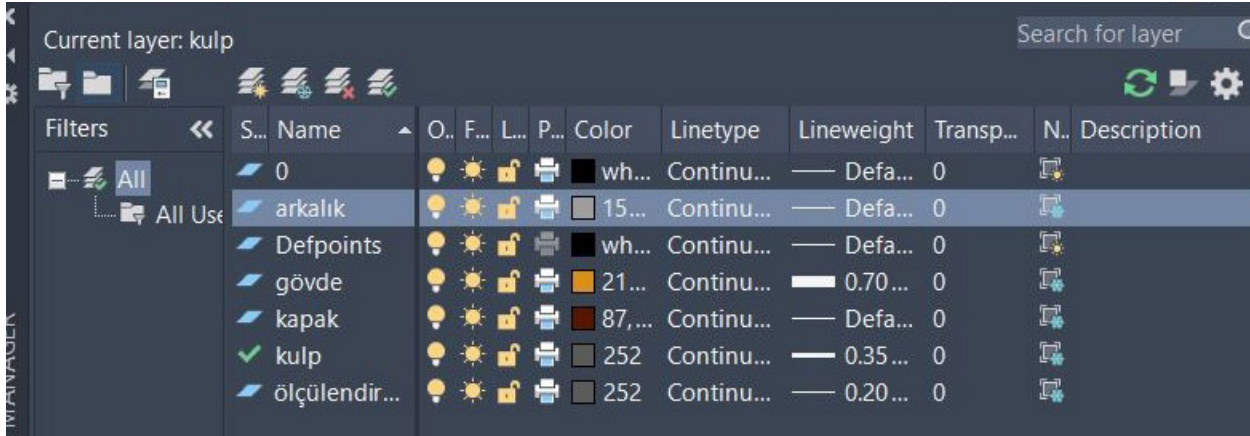 Current layer: kulp
Search for layer
Filters
S... Name O.. F... L... P... Color Linetype Lineweight Transp... N.. Description
All
All Use
0 wh... Continu... Defa... 0
arkalık 15... Continu... Defa... 0
Defpoints wh... Continu... Defa... 0
gövde 21... Continu... 0.70... 0
kapak 87,... Continu... Defa... 0
kulp 252 Continu... 0.35... 0
ölçülendir... 252 Continu... 0.20... 0
MANAGER